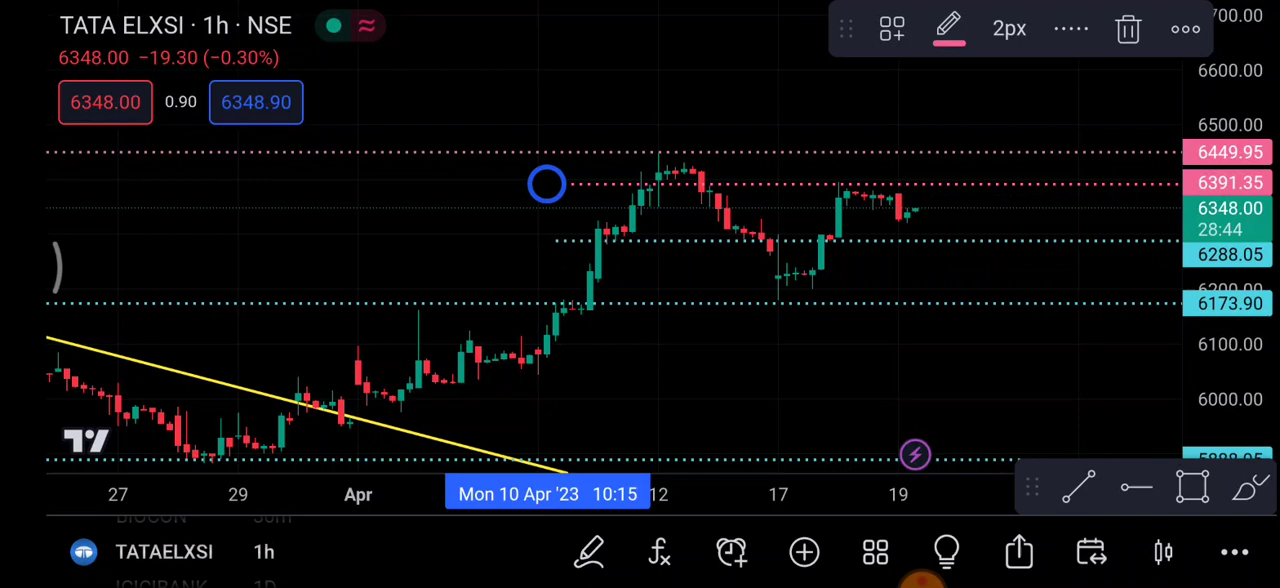 TATA ELXSI · 1h · NSE
6348.00 −19.30 (−0.30%)
6348.00 0.90 6348.90
2px
6600.00
6500.00
6449.95
6391.35
6348.00
28:44
6288.05
6173.90
6100.00
6000.00
27 29 Apr Mon 10 Apr '23 10:15 12 17 19
TATAELXSI 1h